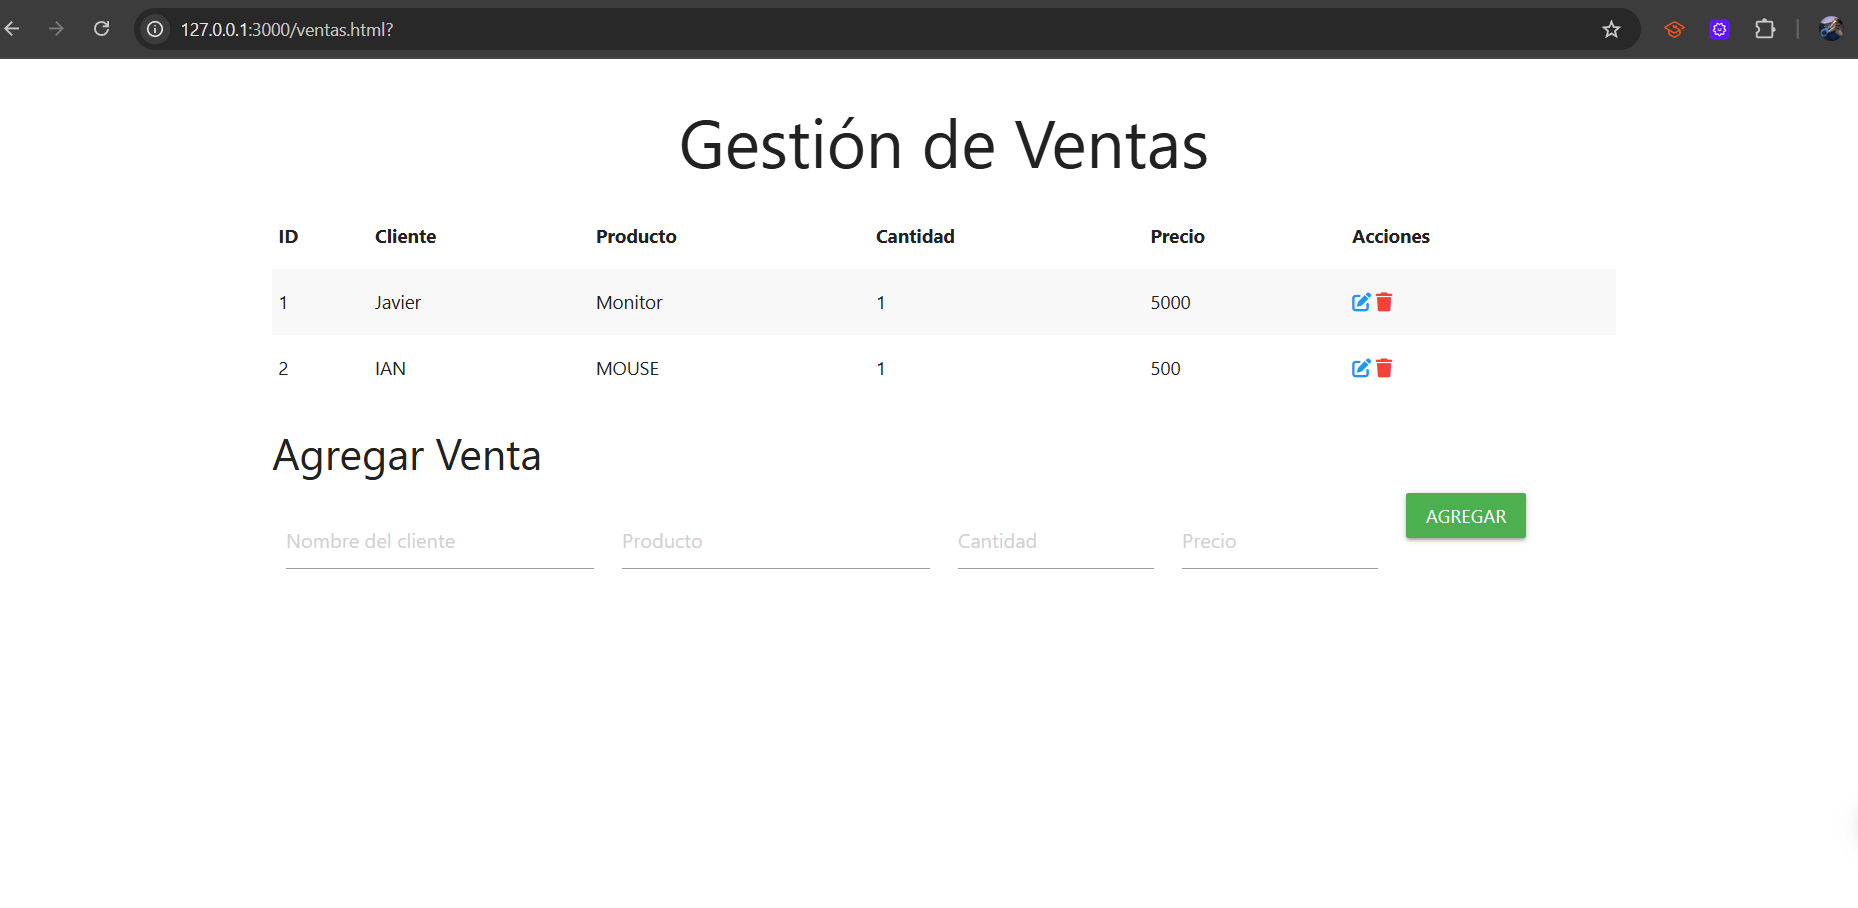 127.0.0.1:3000/ventas.html?
Gestión de Ventas
ID Cliente Producto Cantidad Precio Acciones
1 Javier Monitor 1 5000
2 IAN MOUSE 1 500
Agregar Venta
Nombre del cliente Producto Cantidad Precio AGREGAR